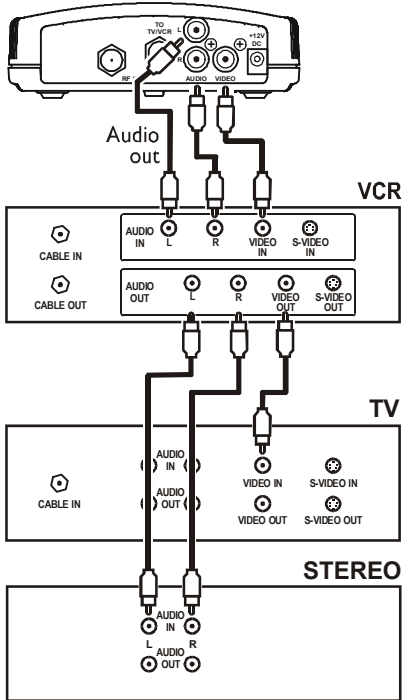 TO
TV/VCR
L
+12V
DC
RF
R
AUDIO
VIDEO
Audio
out
VCR
CABLE IN
AUDIO
IN
L
R
VIDEO
IN
S-VIDEO
IN
CABLE OUT
AUDIO
OUT
L
R
VIDEO
OUT
S-VIDEO
OUT
TV
AUDIO
IN
CABLE IN
VIDEO IN
S-VIDEO IN
AUDIO
OUT
VIDEO OUT
S-VIDEO OUT
STEREO
AUDIO
IN
L
R
AUDIO
OUT